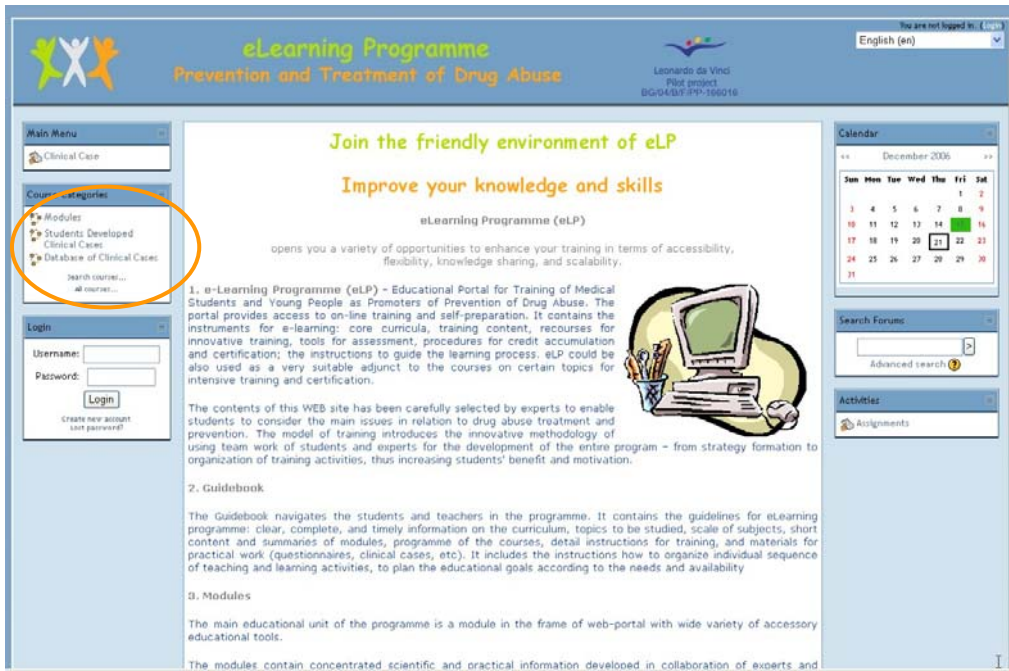 You are not logged in. (Login)
English (en)
eLearning Programme
Prevention and Treatment of Drug Abuse
Leonardo da Vinci
Pilot project
BG/04/B/F/PP-166016
Main Menu
Clinical Case
Course Categories
Modules
Students Developed
Clinical Cases
Database of Clinical Cases
Search courses...
All courses...
Login
Username:
Password:
Login
Create new account
Lost password?
Join the friendly environment of eLP
Improve your knowledge and skills
eLearning Programme (eLP)
opens you a variety of opportunities to enhance your training in terms of accessibility,
flexibility, knowledge sharing, and scalability.
1. e-Learning Programme (eLP) - Educational Portal for Training of Medical
Students and Young People as Promoters of Prevention of Drug Abuse. The
portal provides access to on-line training and self-preparation. It contains the
instruments for e-learning: core curricula, training content, recourses for
innovative training, tools for assessment, procedures for credit accumulation
and certification; the instructions to guide the learning process. eLP could be
also used as a very suitable adjunct to the courses on certain topics for
intensive training and certification.
The contents of this WEB site has been carefully selected by experts to enable
students to consider the main issues in relation to drug abuse treatment and
prevention. The model of training introduces the innovative methodology of
using team work of students and experts for the development of the entire program – from strategy formation to
organization of training activities, thus increasing students' benefit and motivation.
2. Guidebook
The Guidebook navigates the students and teachers in the programme. It contains the guidelines for eLearning
programme: clear, complete, and timely information on the curriculum, topics to be studied, scale of subjects, short
content and summaries of modules, programme of the courses, detail instructions for training, and materials for
practical work (questionnaires, clinical cases, etc). It includes the instructions how to organize individual sequence
of teaching and learning activities, to plan the educational goals according to the needs and availability
3. Modules
The main educational unit of the programme is a module in the frame of web-portal with wide variety of accessory
educational tools.
The modules contain concentrated scientific and practical information developed in collaboration of experts and
Calendar
<< December 2006 >>
Sun Mon Tue Wed Thu Fri Sat
1 2
3 4 5 6 7 8 9
10 11 12 13 14 15 16
17 18 19 20 21 22 23
24 25 26 27 28 29 30
31
Search Forums
>
Advanced search ?
Activities
Assignments